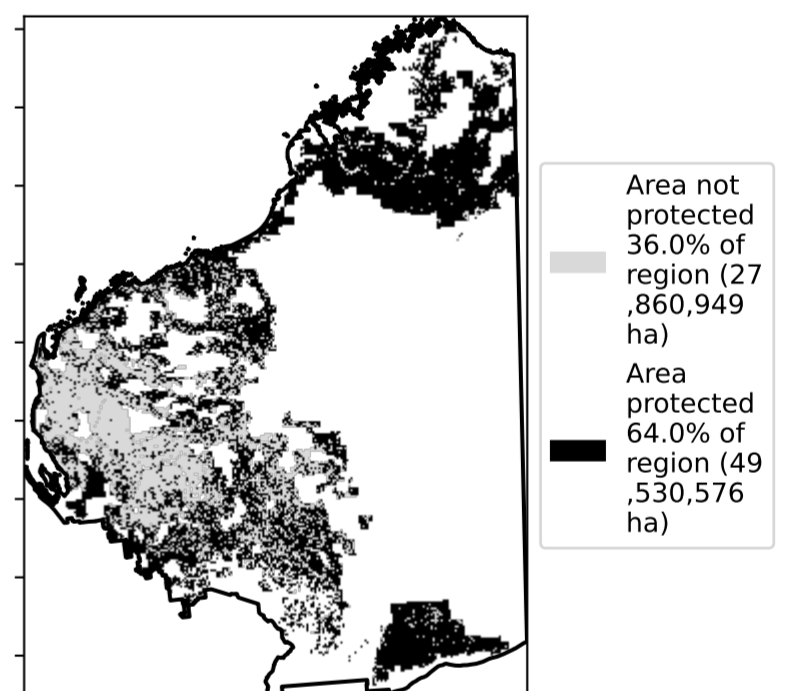 Area not
protected
36.0% of
region (27
,860,949
ha)
Area
protected
64.0% of
region (49
,530,576
ha)